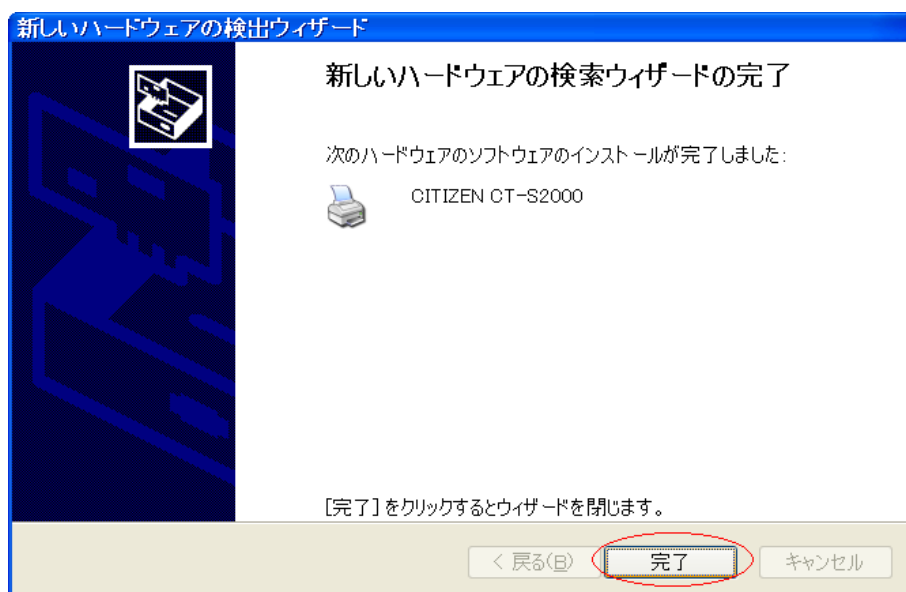 新しいハードウェアの検出ウィザード
新しいハードウェアの検索ウィザードの完了
次のハードウェアのソフトウェアのインストールが完了しました:
CITIZEN CT-S2000
[完了]をクリックするとウィザードを閉じます。
< 戻る(B)
完了
キャンセル